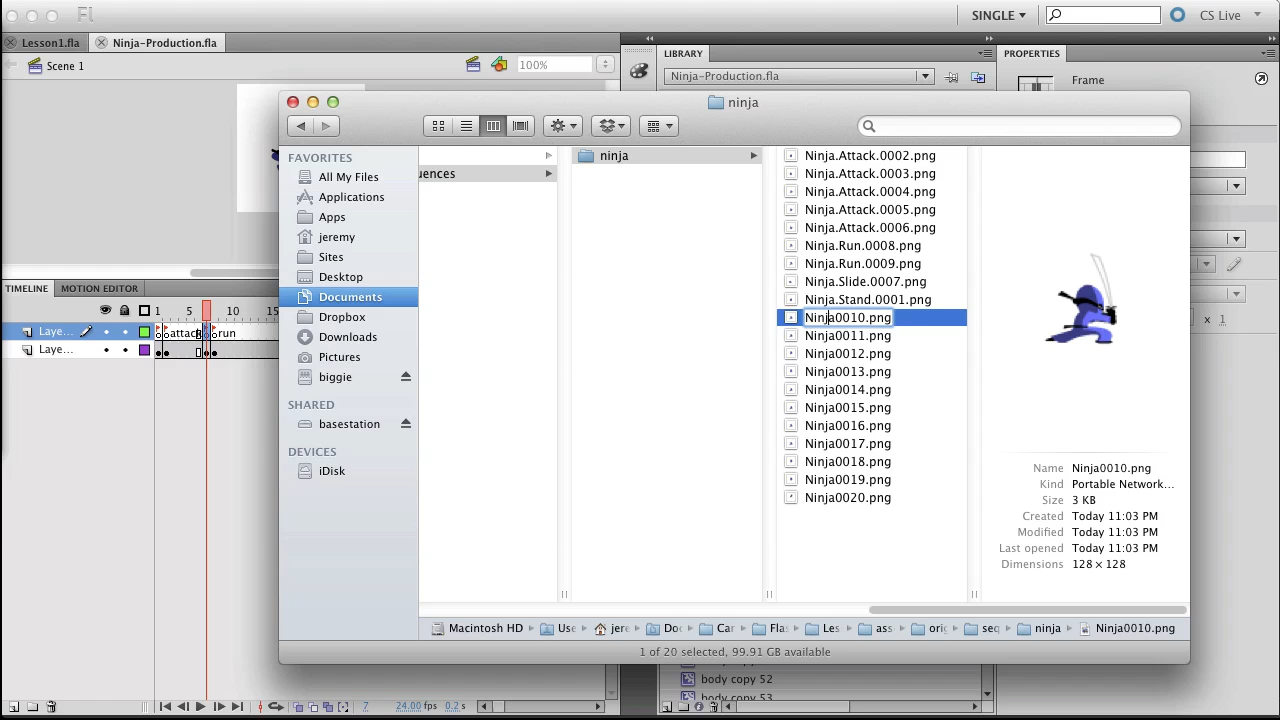 Fl
SINGLE
CS Live
Lesson1.fla
Ninja-Production.fla
Scene 1
100%
LIBRARY
PROPERTIES
Ninja-Production.fla
Frame
ninja
FAVORITES
All My Files
Applications
Apps
jeremy
Sites
Desktop
Documents
Dropbox
Downloads
Pictures
biggie
SHARED
basestation
DEVICES
iDisk
uences
ninja
Ninja.Attack.0002.png
Ninja.Attack.0003.png
Ninja.Attack.0004.png
Ninja.Attack.0005.png
Ninja.Attack.0006.png
Ninja.Run.0008.png
Ninja.Run.0009.png
Ninja.Slide.0007.png
Ninja.Stand.0001.png
Ninja0010.png
Ninja0011.png
Ninja0012.png
Ninja0013.png
Ninja0014.png
Ninja0015.png
Ninja0016.png
Ninja0017.png
Ninja0018.png
Ninja0019.png
Ninja0020.png
Name Ninja0010.png
Kind Portable Network...
Size 3 KB
Created Today 11:03 PM
Modified Today 11:03 PM
Last opened Today 11:03 PM
Dimensions 128 × 128
x 1
TIMELINE
MOTION EDITOR
1 5 10 15
Laye... attack run
Laye...
Macintosh HD Use jere Doc Car Flas Les ass orig seq ninja Ninja0010.png
1 of 20 selected, 99.91 GB available
body copy 52
body copy 53
7 24.00 fps 0.2 s